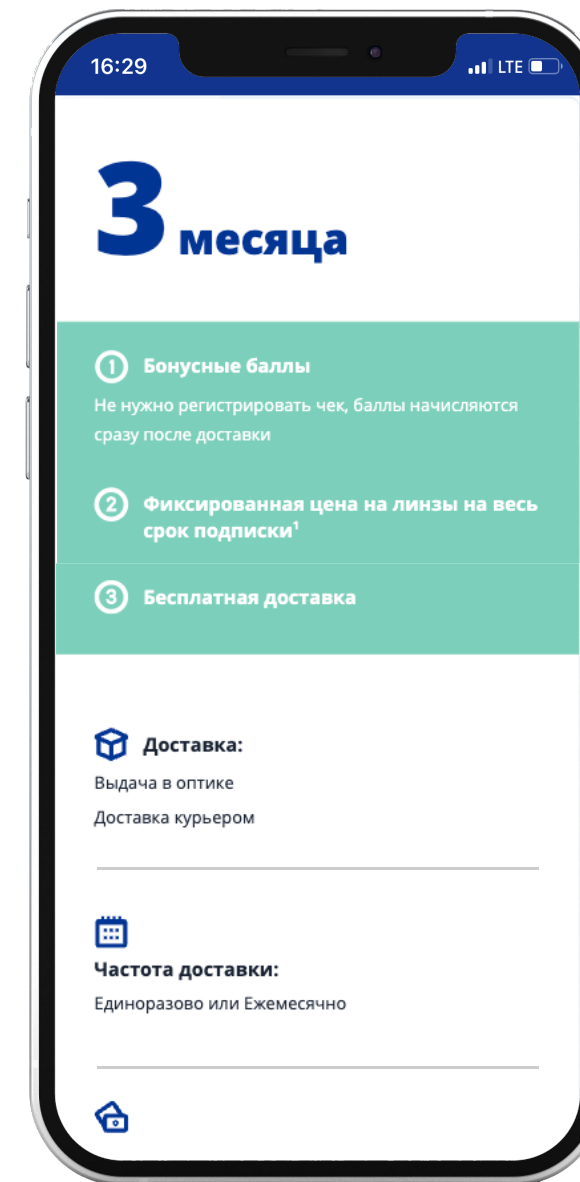 16:29
LTE
3 месяца
1 Бонусные баллы
Не нужно регистрировать чек, баллы начисляются
сразу после доставки
2 Фиксированная цена на линзы на весь
срок подписки¹
3 Бесплатная доставка
Доставка:
Выдача в оптике
Доставка курьером
Частота доставки:
Единоразово или Ежемесячно